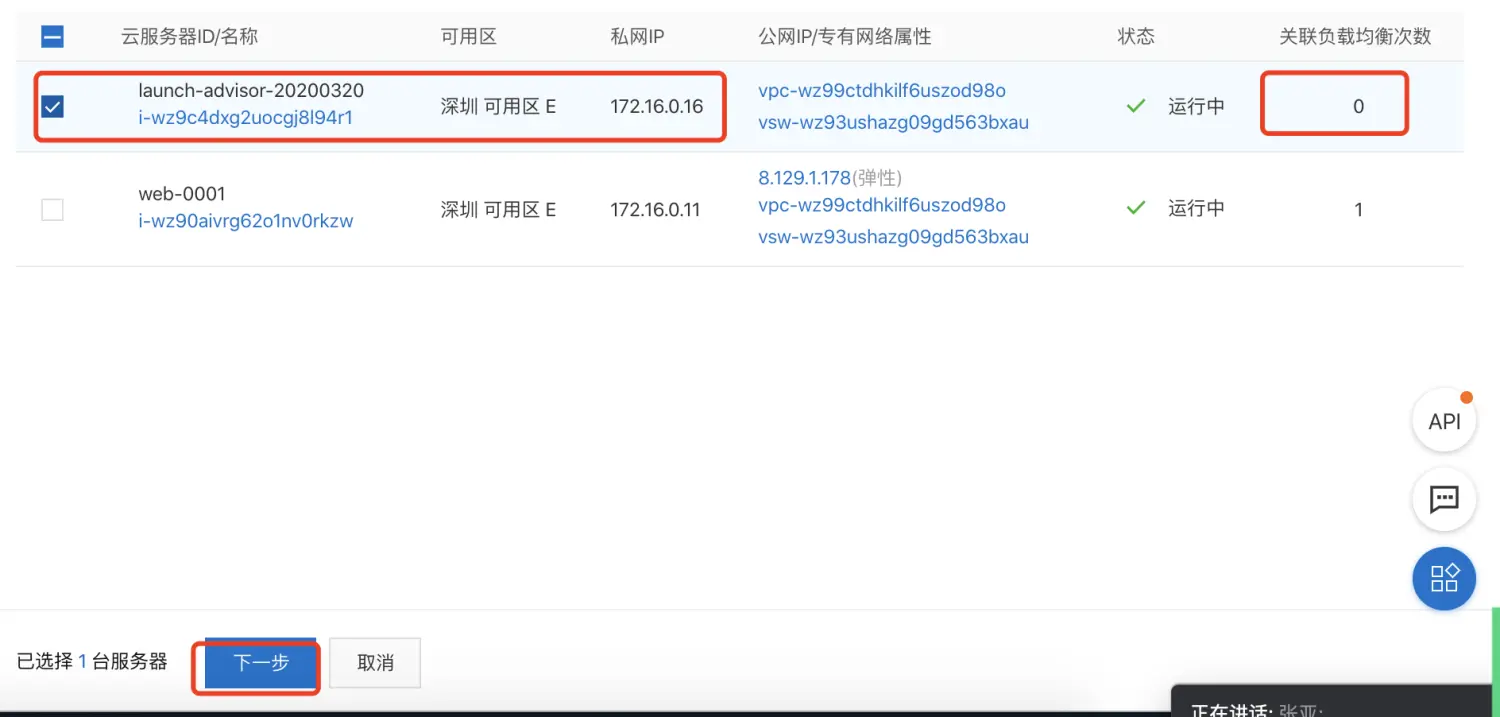 云服务器ID/名称 可用区 私网IP 公网IP/专有网络属性 状态 关联负载均衡次数
launch-advisor-20200320
i-wz9c4dxg2uocgj8l94r1
深圳 可用区 E
172.16.0.16
vpc-wz99ctdhkilf6uszod98o
vsw-wz93ushazg09gd563bxau
运行中
0
web-0001
i-wz90aivrg62o1nv0rkzw
深圳 可用区 E
172.16.0.11
8.129.1.178(弹性)
vpc-wz99ctdhkilf6uszod98o
vsw-wz93ushazg09gd563bxau
运行中
1
API
已选择 1 台服务器
下一步
取消
正在讲话: 张亚;